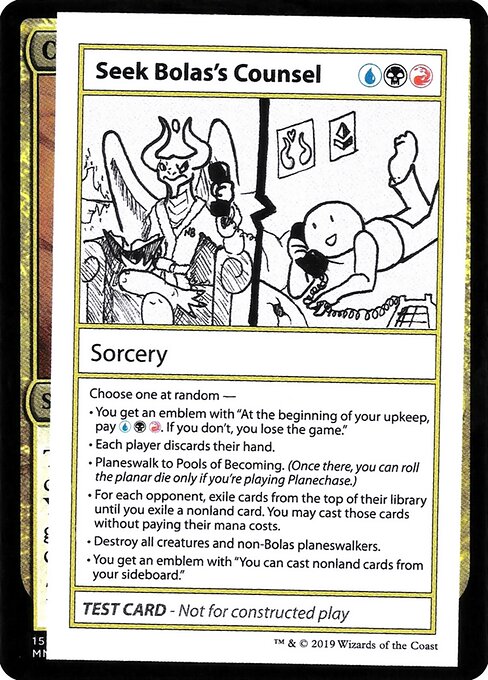 Seek Bolas's Counsel
NB
Sorcery
Choose one at random —
• You get an emblem with "At the beginning of your upkeep,
pay. If you don't, you lose the game."
• Each player discards their hand.
• Planeswalk to Pools of Becoming. (Once there, you can roll
the planar die only if you're playing Planechase.)
• For each opponent, exile cards from the top of their library
until you exile a nonland card. You may cast those cards
without paying their mana costs.
• Destroy all creatures and non-Bolas planeswalkers.
• You get an emblem with "You can cast nonland cards from
your sideboard."
TEST CARD - Not for constructed play
™ & © 2019 Wizards of the Coast